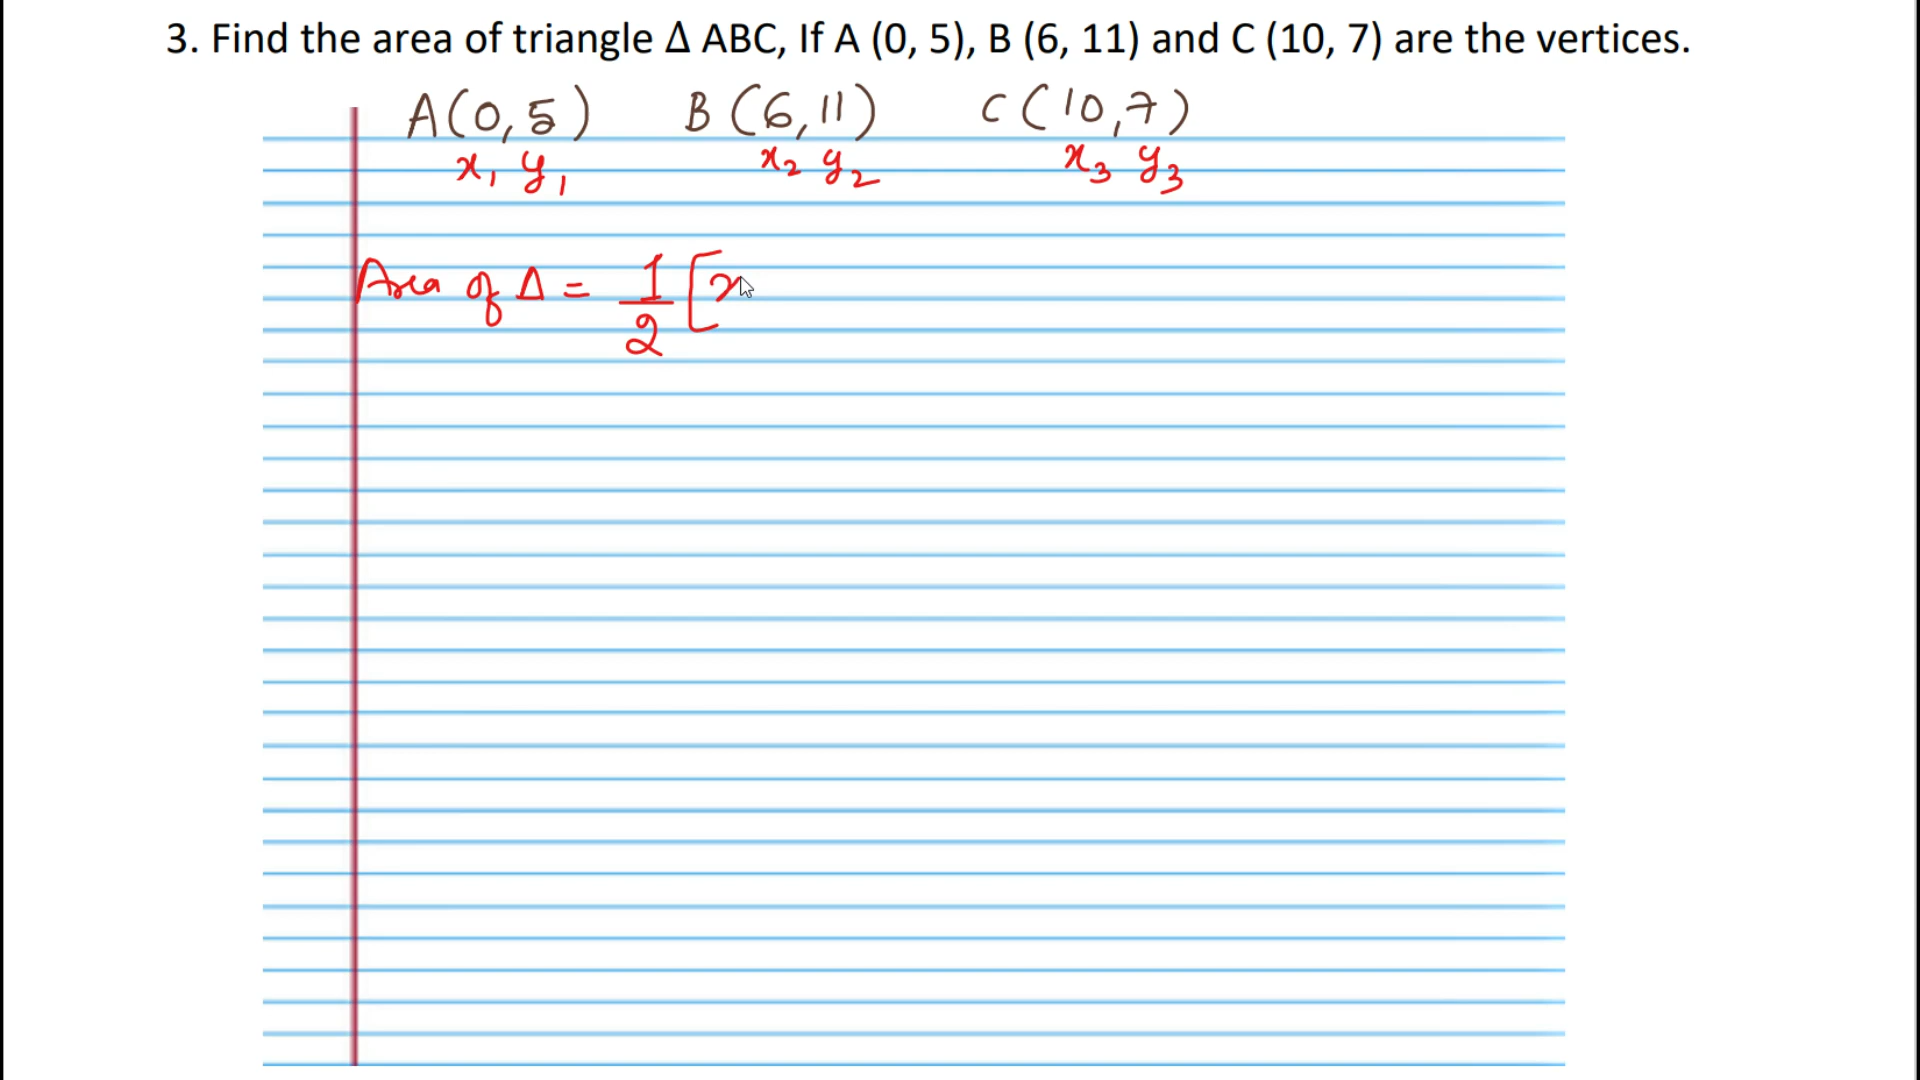 3. Find the area of triangle Δ ABC, If A (0, 5), B (6, 11) and C (10, 7) are the vertices.
A(0,5) B(6,11) C(10,7)
x₁ y₁ x₂ y₂ x₃ y₃
Area of Δ = 1/2 [x